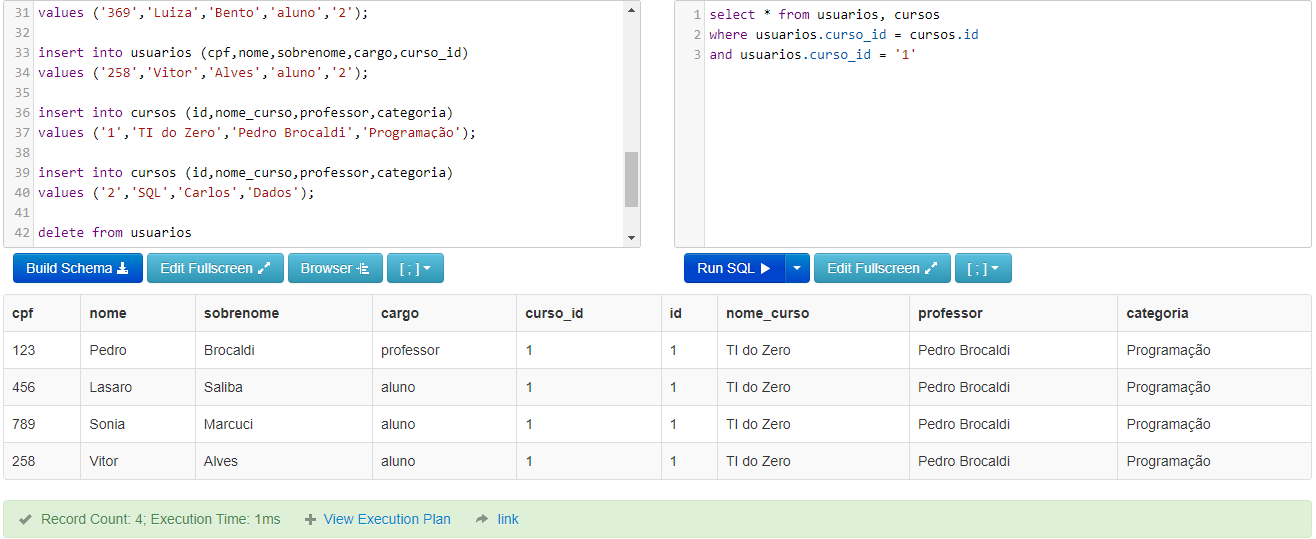 31 values ('369','Luiza','Bento','aluno','2');
32
33 insert into usuarios (cpf,nome,sobrenome,cargo,curso_id)
34 values ('258','Vitor','Alves','aluno','2');
35
36 insert into cursos (id,nome_curso,professor,categoria)
37 values ('1','TI do Zero','Pedro Brocaldi','Programação');
38
39 insert into cursos (id,nome_curso,professor,categoria)
40 values ('2','SQL','Carlos','Dados');
41
42 delete from usuarios
1 select * from usuarios, cursos
2 where usuarios.curso_id = cursos.id
3 and usuarios.curso_id = '1'
Build Schema Edit Fullscreen Browser [ ; ]
Run SQL Edit Fullscreen [ ; ]
cpf nome sobrenome cargo curso_id id nome_curso professor categoria
123 Pedro Brocaldi professor 1 1 TI do Zero Pedro Brocaldi Programação
456 Lasaro Saliba aluno 1 1 TI do Zero Pedro Brocaldi Programação
789 Sonia Marcuci aluno 1 1 TI do Zero Pedro Brocaldi Programação
258 Vitor Alves aluno 1 1 TI do Zero Pedro Brocaldi Programação
Record Count: 4; Execution Time: 1ms View Execution Plan link